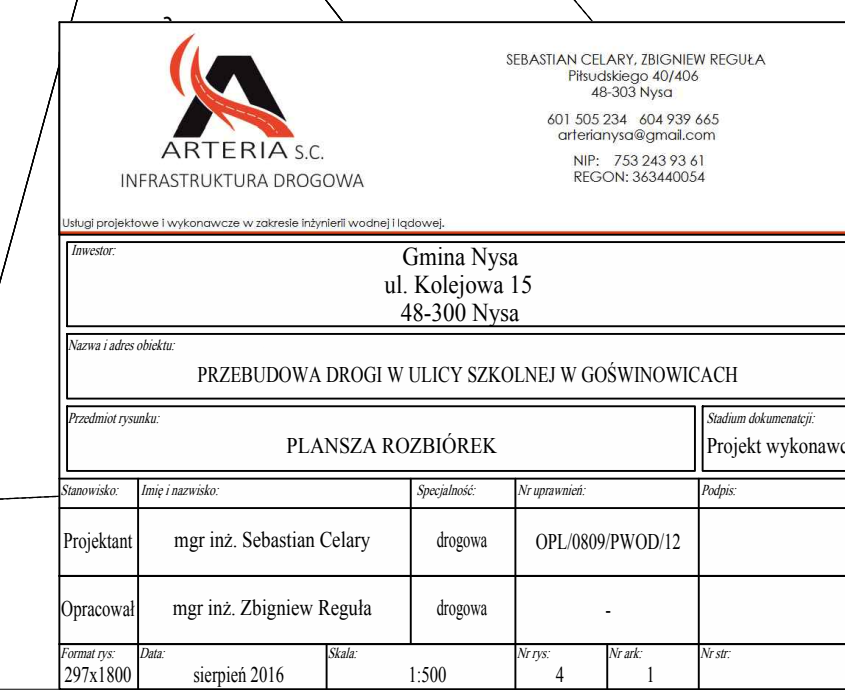 ARTERIA S.C.
INFRASTRUKTURA DROGOWA
SEBASTIAN CELARY, ZBIGNIEW REGUŁA
Piłsudskiego 40/406
48-303 Nysa
601 505 234 604 939 665
arterianysa@gmail.com
NIP: 753 243 93 61
REGON: 363440054
Usługi projektowe i wykonawcze w zakresie inżynierii wodnej i lądowej.
Inwestor:
Gmina Nysa
ul. Kolejowa 15
48-300 Nysa
Nazwa i adres obiektu:
PRZEBUDOWA DROGI W ULICY SZKOLNEJ W GOŚWINOWICACH
Przedmiot rysunku:
PLANSZA ROZBIÓREK
Stadium dokumenatcji:
Projekt wykonawc
Stanowisko: Imię i nazwisko: Specjalność: Nr uprawnień: Podpis:
Projektant mgr inż. Sebastian Celary drogowa OPL/0809/PWOD/12
Opracował mgr inż. Zbigniew Reguła drogowa -
Format rys: Data: Skala: Nr rys: Nr ark: Nr str:
297x1800 sierpień 2016 1:500 4 1